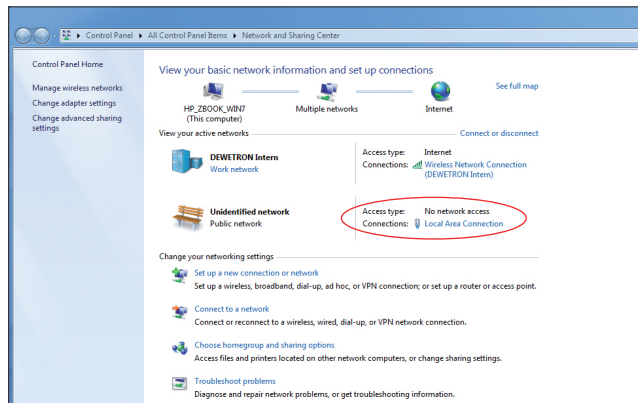 Control Panel ▸ All Control Panel Items ▸ Network and Sharing Center
Control Panel Home
Manage wireless networks
Change adapter settings
Change advanced sharing
settings
View your basic network information and set up connections
See full map
HP_ZBOOK_WIN7
(This computer)
Multiple networks
Internet
View your active networks
Connect or disconnect
DEWETRON Intern
Work network
Access type: Internet
Connections: Wireless Network Connection
(DEWETRON Intern)
Unidentified network
Public network
Access type: No network access
Connections: Local Area Connection
Change your networking settings
Set up a new connection or network
Set up a wireless, broadband, dial-up, ad hoc, or VPN connection; or set up a router or access point.
Connect to a network
Connect or reconnect to a wireless, wired, dial-up, or VPN network connection.
Choose homegroup and sharing options
Access files and printers located on other network computers, or change sharing settings.
Troubleshoot problems
Diagnose and repair network problems, or get troubleshooting information.